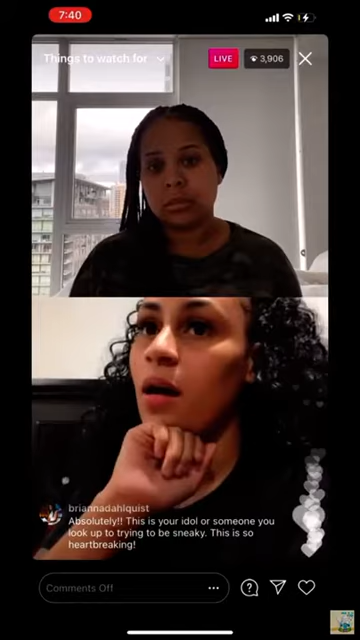 7:40
Things to watch for
LIVE
3,906
briannadahlquist
Absolutely!! This is your idol or someone you
look up to trying to be sneaky. This is so
heartbreaking!
Comments Off